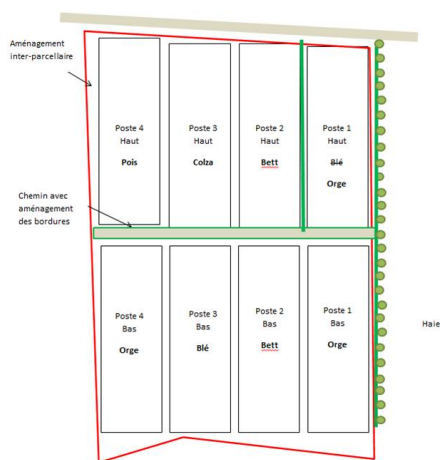 Aménagement
inter-parcellaire
Poste 4
Haut
Pois
Poste 3
Haut
Colza
Poste 2
Haut
Bett
Poste 1
Haut
Blé
Orge
Chemin avec
aménagement
des bordures
Poste 4
Bas
Orge
Poste 3
Bas
Blé
Poste 2
Bas
Bett
Poste 1
Bas
Orge
Haie